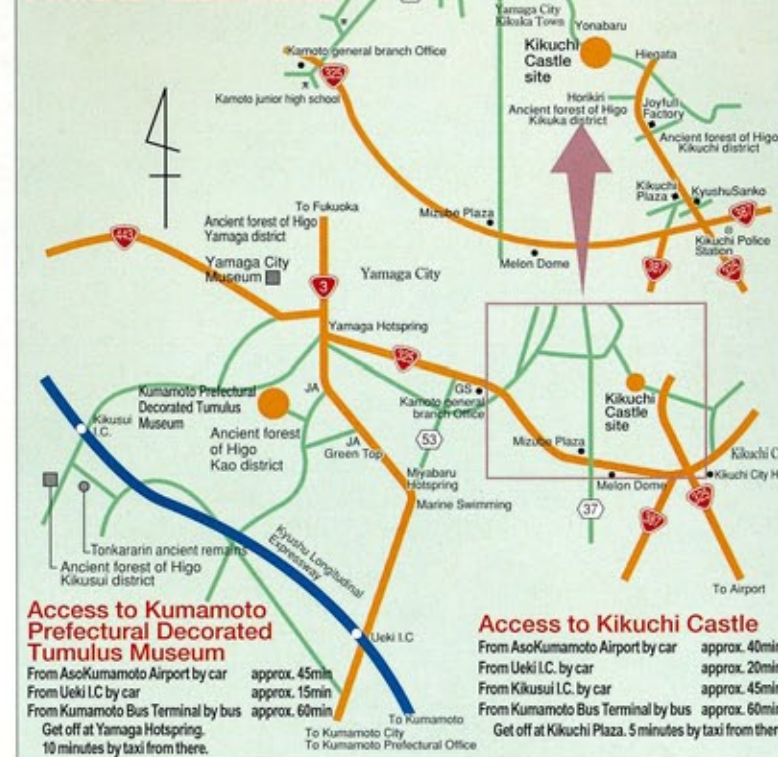 Yamaga City
Kikuka Town
Yonabaru
Kikuchi
Castle
site
Hiegata
Kamoto general branch Office
325
Kamoto junior high school
Horikiri
Ancient forest of Higo
Kikuka district
Joyfull
Factory
Ancient forest of Higo
Kikuchi district
Kikuchi
Plaza
KyushuSanko
387
Kikuchi Police
Station
387
325
Mizube Plaza
Melon Dome
To Fukuoka
Ancient forest of Higo
Yamaga district
443
Yamaga City
Museum
3
Yamaga City
Yamaga Hotspring
325
GS
Kamoto general
branch Office
Kumamoto Prefectural
Decorated Tumulus
Museum
JA
Kikusui
I.C.
Ancient forest
of Higo
Kao district
JA
Green Top
53
Miyabaru
Hotspring
Marine Swimming
Kikuchi
Castle
site
Mizube Plaza
Melon Dome
Kikuchi C
Kikuchi City H
37
387
325
To Airport
Tonkararin ancient remains
Ancient forest of Higo
Kikusui district
Kyushu Longitudinal
Expressway
Ueki I.C
To Kumamoto
To Kumamoto City
To Kumamoto Prefectural Office
Access to Kumamoto
Prefectural Decorated
Tumulus Museum
From AsoKumamoto Airport by car approx. 45min
From Ueki I.C by car approx. 15min
From Kumamoto Bus Terminal by bus approx. 60min
Get off at Yamaga Hotspring.
10 minutes by taxi from there.
Access to Kikuchi Castle
From AsoKumamoto Airport by car approx. 40min
From Ueki I.C. by car approx. 20min
From Kikusui I.C. by car approx. 45min
From Kumamoto Bus Terminal by bus approx. 60min
Get off at Kikuchi Plaza. 5 minutes by taxi from ther